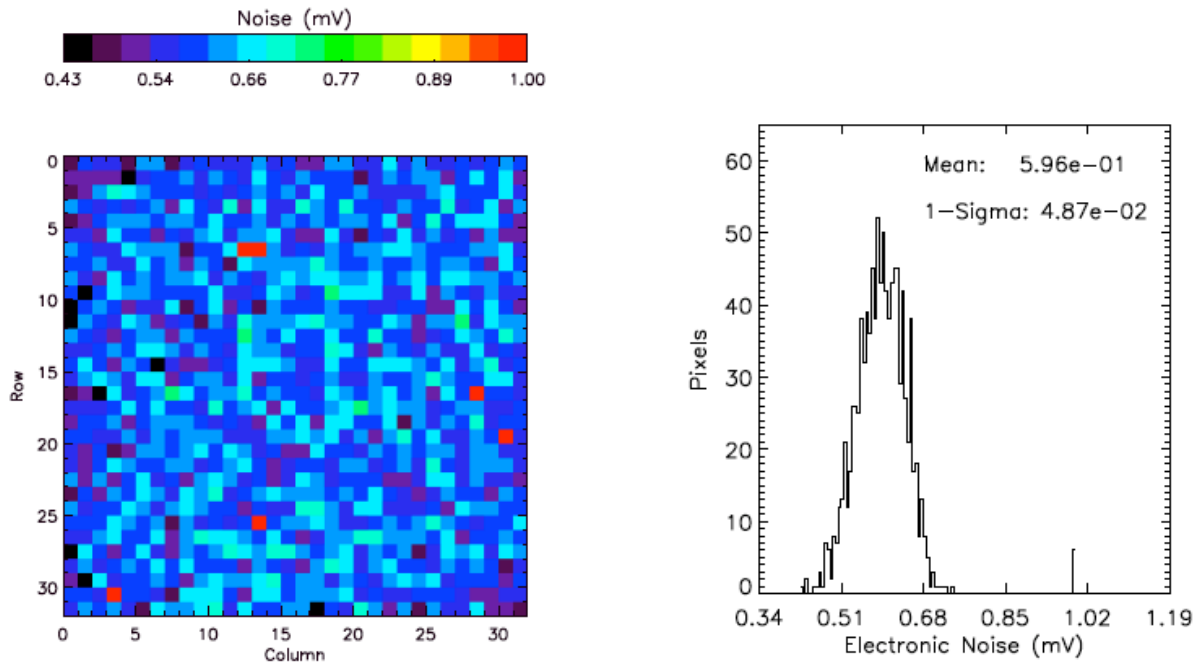 Noise (mV)
0.43 0.54 0.66 0.77 0.89 1.00
0
5
10
15
20
25
30
Row
0 5 10 15 20 25 30
Column
60
50
40
30
20
10
0
Pixels
Mean: 5.96e−01
1−Sigma: 4.87e−02
0.34 0.51 0.68 0.85 1.02 1.19
Electronic Noise (mV)